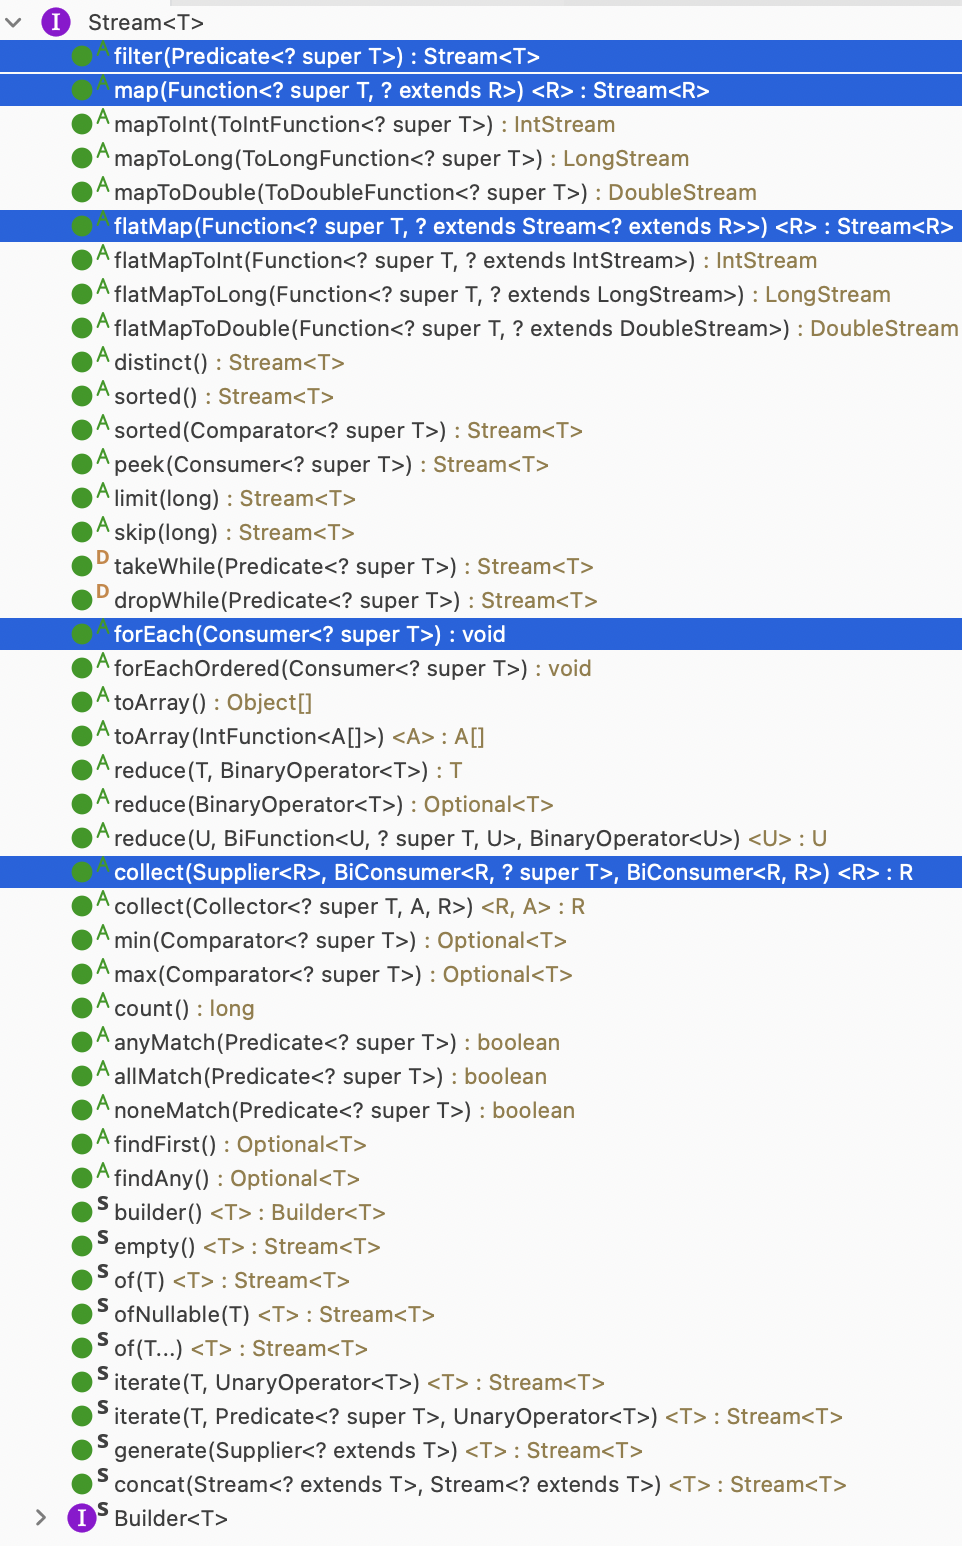 I Stream<T>
A filter(Predicate<? super T>) : Stream<T>
A map(Function<? super T, ? extends R>) <R> : Stream<R>
A mapToInt(ToIntFunction<? super T>) : IntStream
A mapToLong(ToLongFunction<? super T>) : LongStream
A mapToDouble(ToDoubleFunction<? super T>) : DoubleStream
A flatMap(Function<? super T, ? extends Stream<? extends R>>) <R> : Stream<R>
A flatMapToInt(Function<? super T, ? extends IntStream>) : IntStream
A flatMapToLong(Function<? super T, ? extends LongStream>) : LongStream
A flatMapToDouble(Function<? super T, ? extends DoubleStream>) : DoubleStream
A distinct() : Stream<T>
A sorted() : Stream<T>
A sorted(Comparator<? super T>) : Stream<T>
A peek(Consumer<? super T>) : Stream<T>
A limit(long) : Stream<T>
A skip(long) : Stream<T>
D takeWhile(Predicate<? super T>) : Stream<T>
D dropWhile(Predicate<? super T>) : Stream<T>
A forEach(Consumer<? super T>) : void
A forEachOrdered(Consumer<? super T>) : void
A toArray() : Object[]
A toArray(IntFunction<A[]>) <A> : A[]
A reduce(T, BinaryOperator<T>) : T
A reduce(BinaryOperator<T>) : Optional<T>
A reduce(U, BiFunction<U, ? super T, U>, BinaryOperator<U>) <U> : U
A collect(Supplier<R>, BiConsumer<R, ? super T>, BiConsumer<R, R>) <R> : R
A collect(Collector<? super T, A, R>) <R, A> : R
A min(Comparator<? super T>) : Optional<T>
A max(Comparator<? super T>) : Optional<T>
A count() : long
A anyMatch(Predicate<? super T>) : boolean
A allMatch(Predicate<? super T>) : boolean
A noneMatch(Predicate<? super T>) : boolean
A findFirst() : Optional<T>
A findAny() : Optional<T>
S builder() <T> : Builder<T>
S empty() <T> : Stream<T>
S of(T) <T> : Stream<T>
S ofNullable(T) <T> : Stream<T>
S of(T...) <T> : Stream<T>
S iterate(T, UnaryOperator<T>) <T> : Stream<T>
S iterate(T, Predicate<? super T>, UnaryOperator<T>) <T> : Stream<T>
S generate(Supplier<? extends T>) <T> : Stream<T>
S concat(Stream<? extends T>, Stream<? extends T>) <T> : Stream<T>
I S Builder<T>